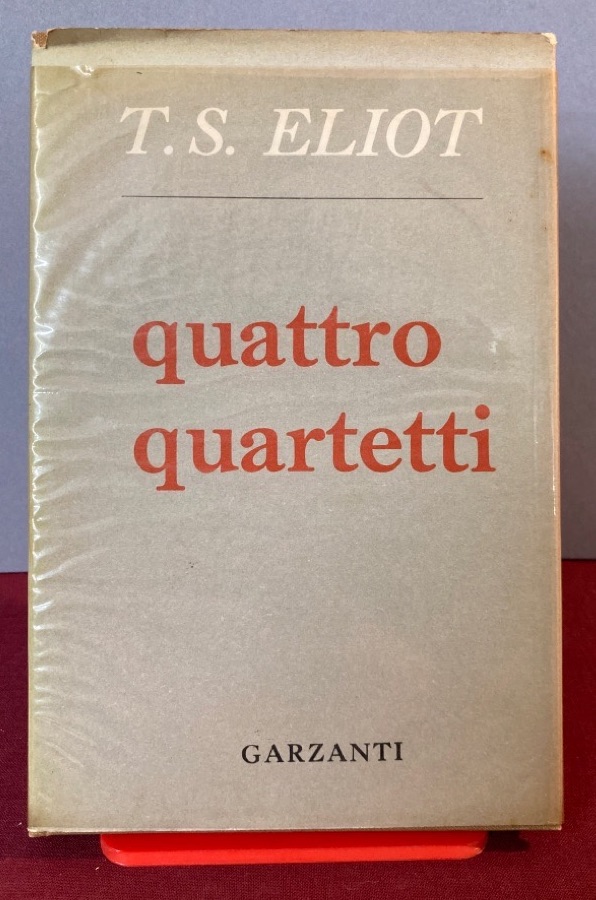 T. S. ELIOT
quattro
quartetti
GARZANTI